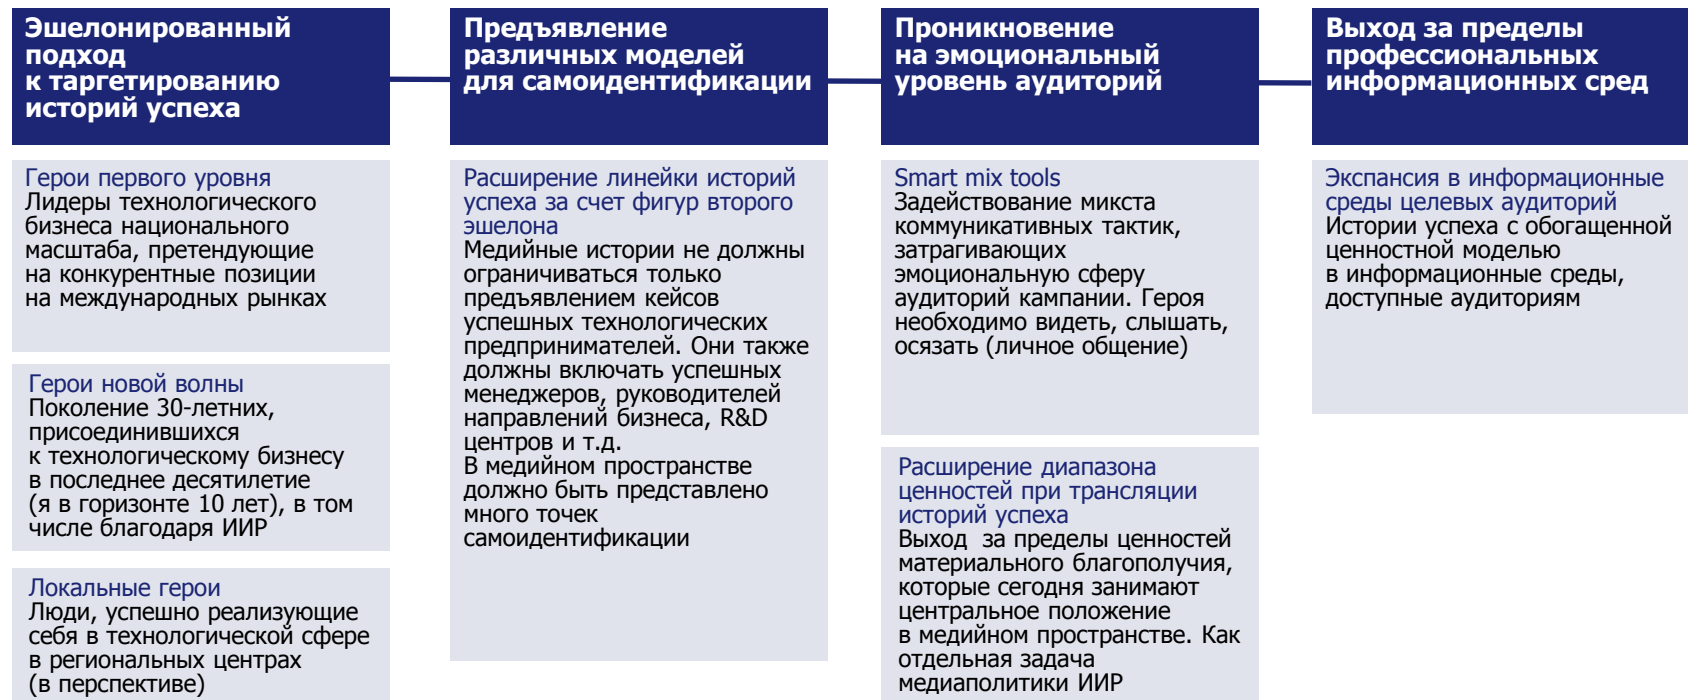 Эшелонированный
подход
к таргетированию
историй успеха
Герои первого уровня
Лидеры технологического
бизнеса национального
масштаба, претендующие
на конкурентные позиции
на международных рынках
Герои новой волны
Поколение 30-летних,
присоединившихся
к технологическому бизнесу
в последнее десятилетие
(я в горизонте 10 лет), в том
числе благодаря ИИР
Локальные герои
Люди, успешно реализующие
себя в технологической сфере
в региональных центрах
(в перспективе)
Предъявление
различных моделей
для самоидентификации
Расширение линейки историй
успеха за счет фигур второго
эшелона
Медийные истории не должны
ограничиваться только
предъявлением кейсов
успешных технологических
предпринимателей. Они также
должны включать успешных
менеджеров, руководителей
направлений бизнеса, R&D
центров и т.д.
В медийном пространстве
должно быть представлено
много точек
самоидентификации
Проникновение
на эмоциональный
уровень аудиторий
Smart mix tools
Задействование микста
коммуникативных тактик,
затрагивающих
эмоциональную сферу
аудиторий кампании. Героя
необходимо видеть, слышать,
осязать (личное общение)
Расширение диапазона
ценностей при трансляции
историй успеха
Выход за пределы ценностей
материального благополучия,
которые сегодня занимают
центральное положение
в медийном пространстве. Как
отдельная задача
медиаполитики ИИР
Выход за пределы
профессиональных
информационных сред
Экспансия в информационные
среды целевых аудиторий
Истории успеха с обогащенной
ценностной моделью
в информационные среды,
доступные аудиториям